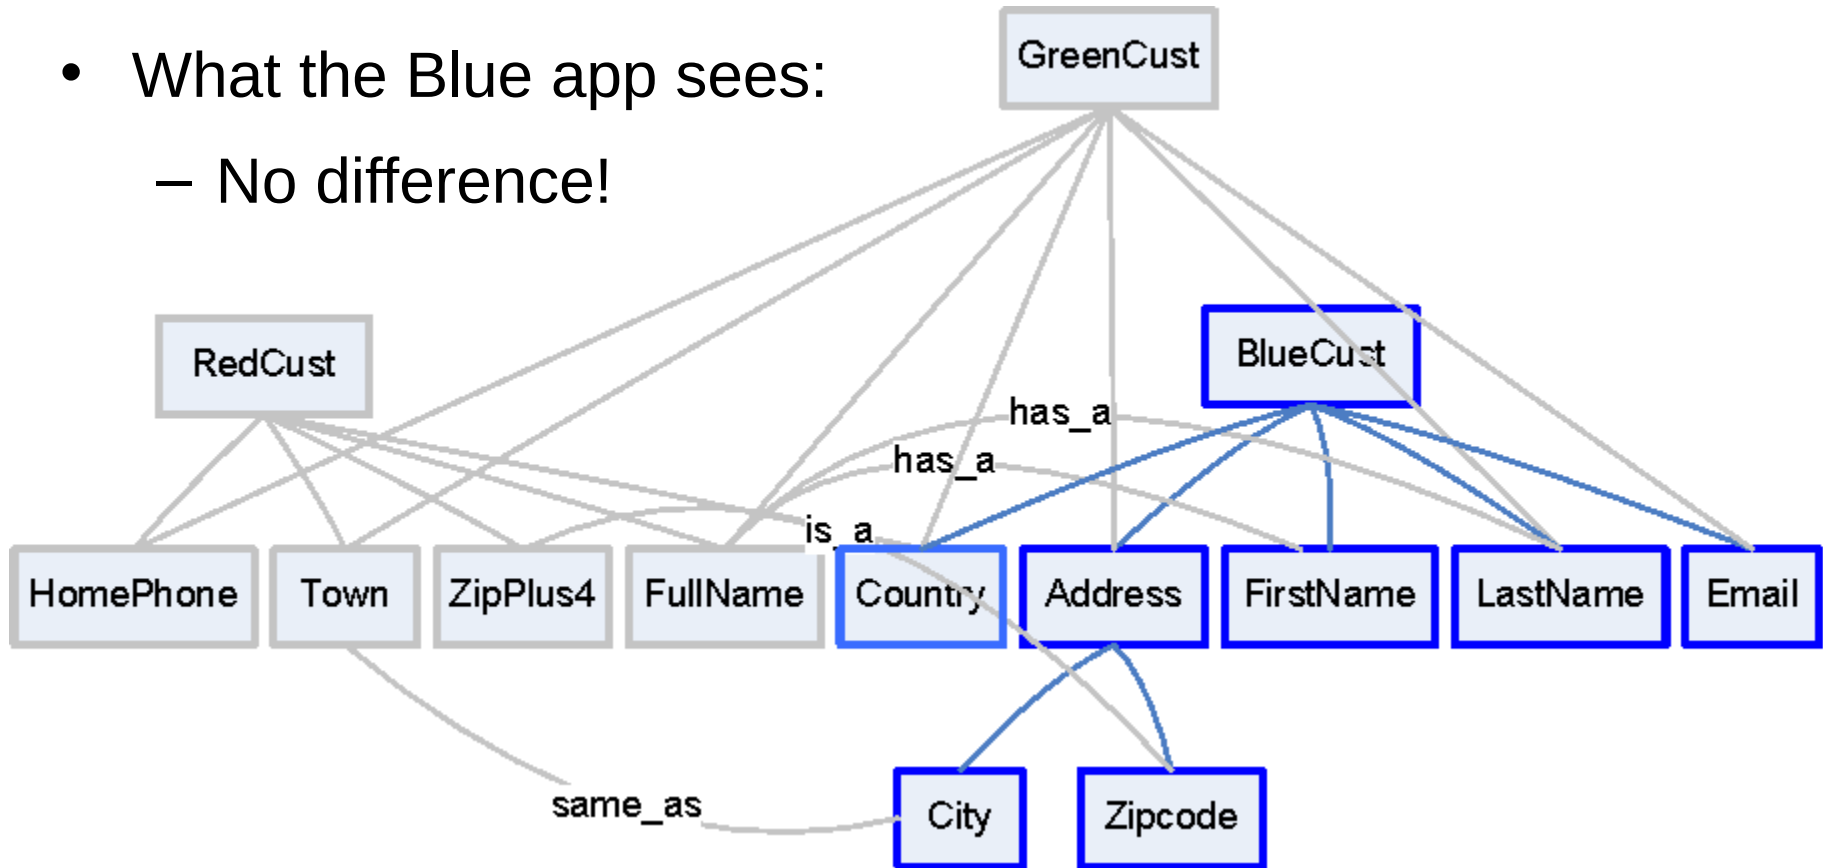 • What the Blue app sees:
– No difference!
GreenCust
RedCust
BlueCust
has_a
has_a
is_a
HomePhone
Town
ZipPlus4
FullName
Country
Address
FirstName
LastName
Email
same_as
City
Zipcode